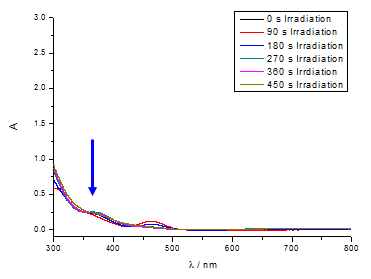 3.0
2.5
2.0
1.5
1.0
0.5
0.0
A
0 s Irradiation
90 s Irradiation
180 s Irradiation
270 s Irradiation
360 s Irrdiation
450 s Irradiation
300 400 500 600 700 800
λ / nm